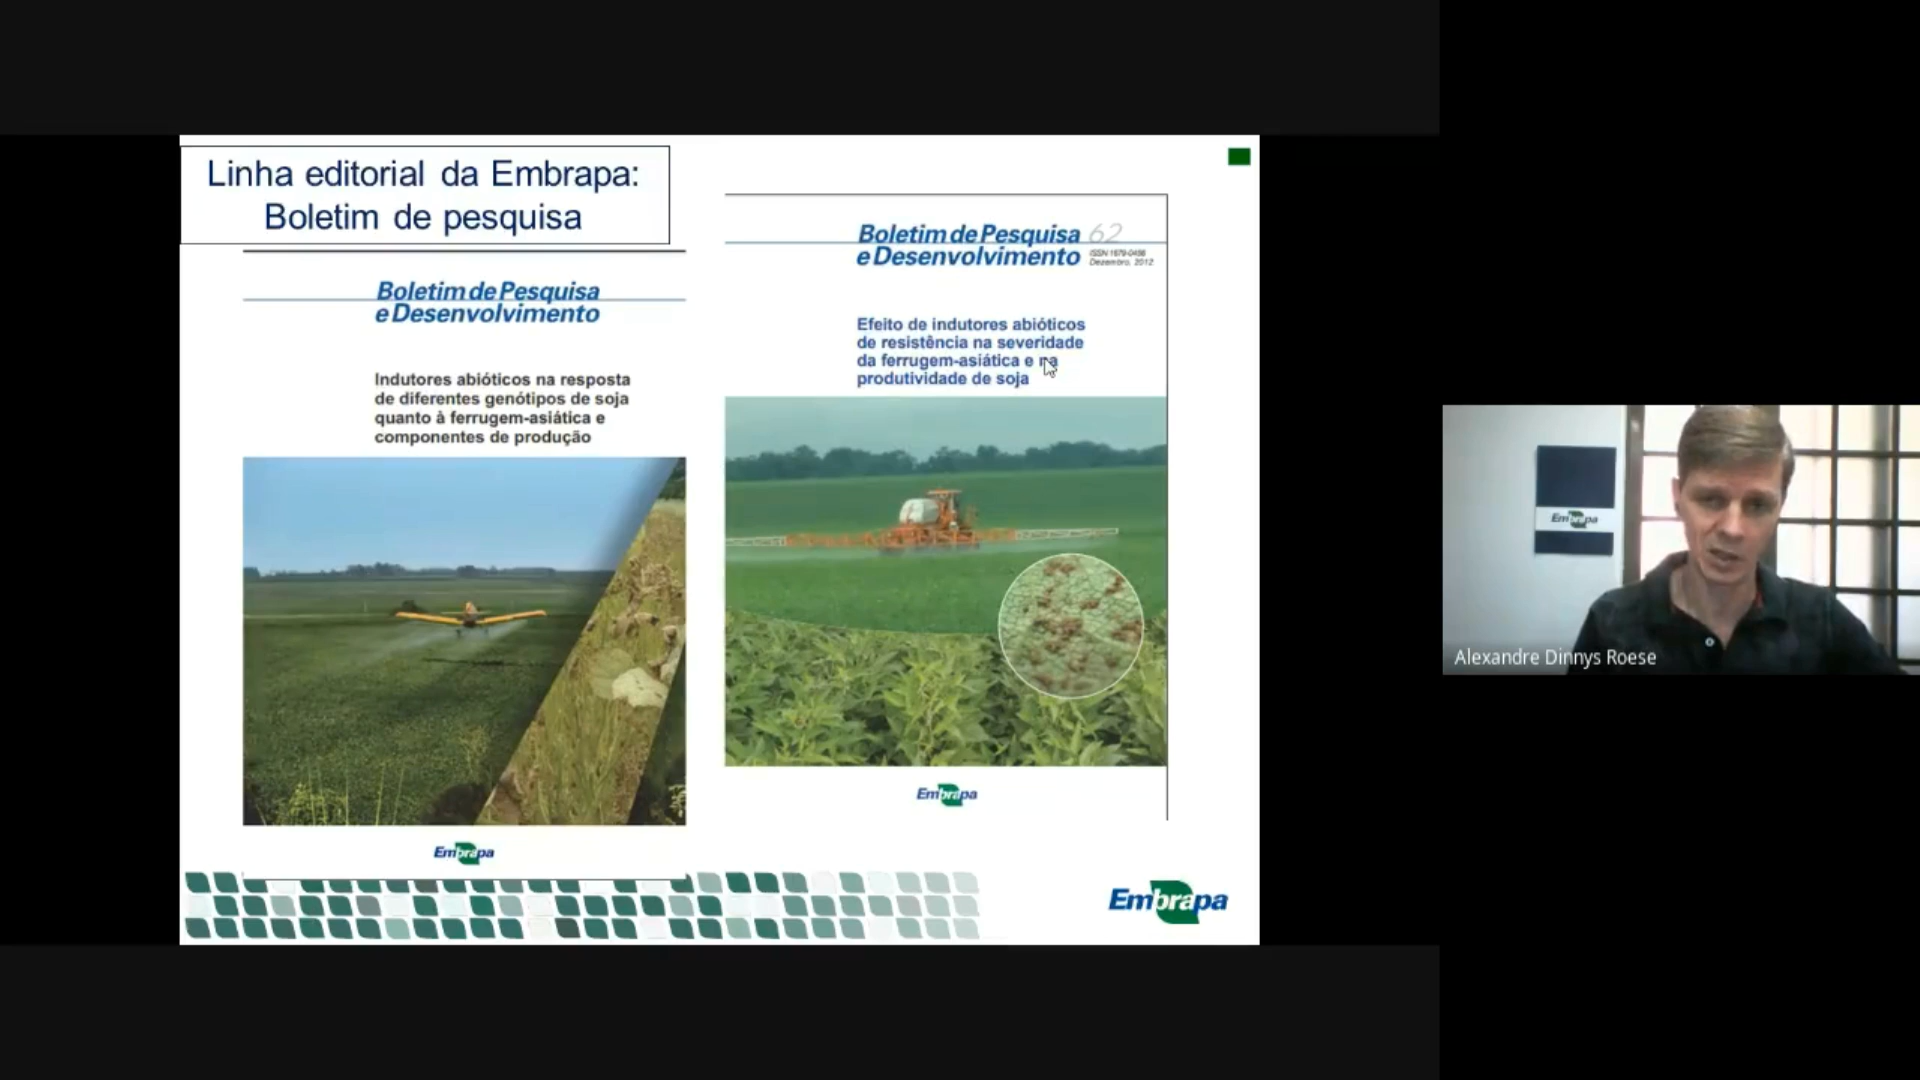 Linha editorial da Embrapa:
Boletim de pesquisa
Boletim de Pesquisa
e Desenvolvimento
Indutores abióticos na resposta
de diferentes genótipos de soja
quanto à ferrugem-asiática e
componentes de produção
Embrapa
Boletim de Pesquisa 62
e Desenvolvimento
ISSN 1679-0456
Dezembro, 2012
Efeito de indutores abióticos
de resistência na severidade
da ferrugem-asiática e na
produtividade de soja
Embrapa
Embrapa
Embrapa
Alexandre Dinnys Roese